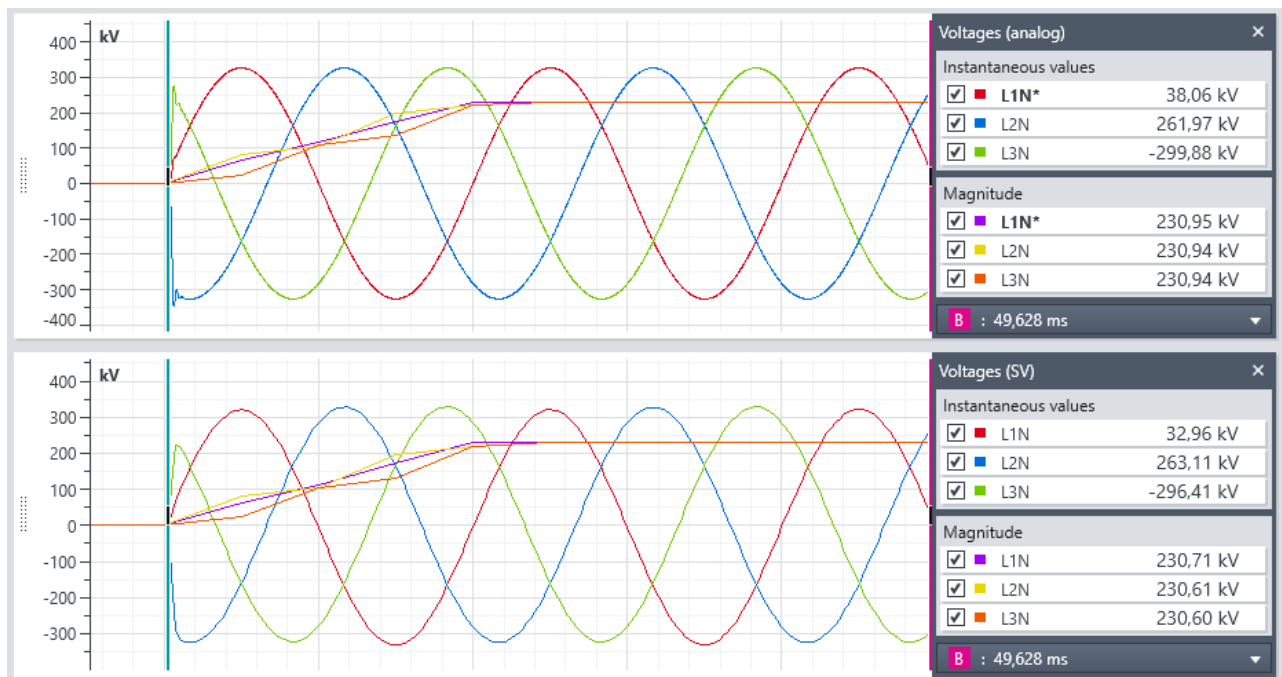 kV
400
300
200
100
0
-100
-200
-300
-400
Voltages (analog)
Instantaneous values
L1N* 38,06 kV
L2N 261,97 kV
L3N -299,88 kV
Magnitude
L1N* 230,95 kV
L2N 230,94 kV
L3N 230,94 kV
B : 49,628 ms
kV
400
300
200
100
0
-100
-200
-300
Voltages (SV)
Instantaneous values
L1N 32,96 kV
L2N 263,11 kV
L3N -296,41 kV
Magnitude
L1N 230,71 kV
L2N 230,61 kV
L3N 230,60 kV
B : 49,628 ms